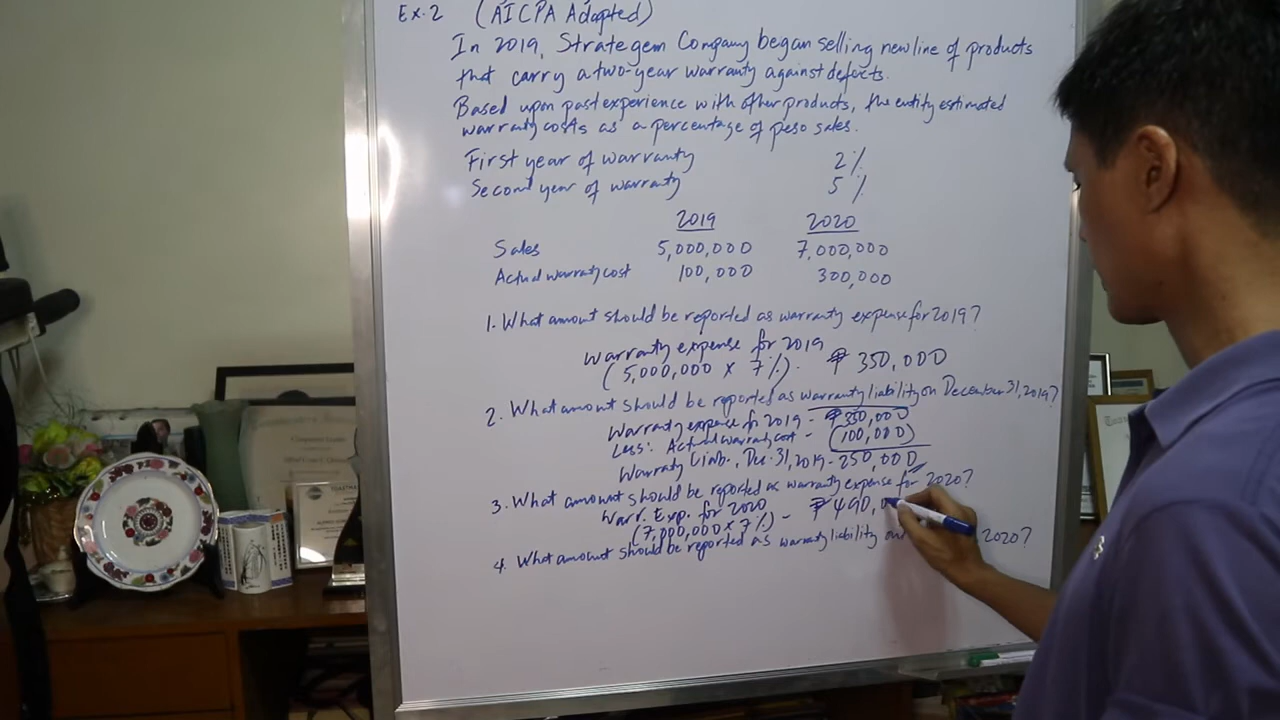 Ex. 2 (AICPA Adapted)
In 2019, Strategem Company began selling new line of products
that carry a two-year warranty against defects.
Based upon past experience with other products, the entity estimated
warranty costs as a percentage of peso sales.
First year of warranty 2%
Second year of warranty 5%
2019 2020
Sales 5,000,000 7,000,000
Actual warranty cost 100,000 300,000
1. What amount should be reported as warranty expense for 2019?
Warranty expense for 2019
(5,000,000 x 7%). ₱ 350,000
2. What amount should be reported as warranty liability on December 31, 2019?
Warranty expense for 2019 - ₱350,000
Less: Actual warranty cost - (100,000)
Warranty Liab., Dec. 31, 2019 - 250,000
3. What amount should be reported as warranty expense for 2020?
Warr. Exp. for 2020
(7,000,000 x 7%) - ₱490,0
4. What amount should be reported as warranty liability on 2020?